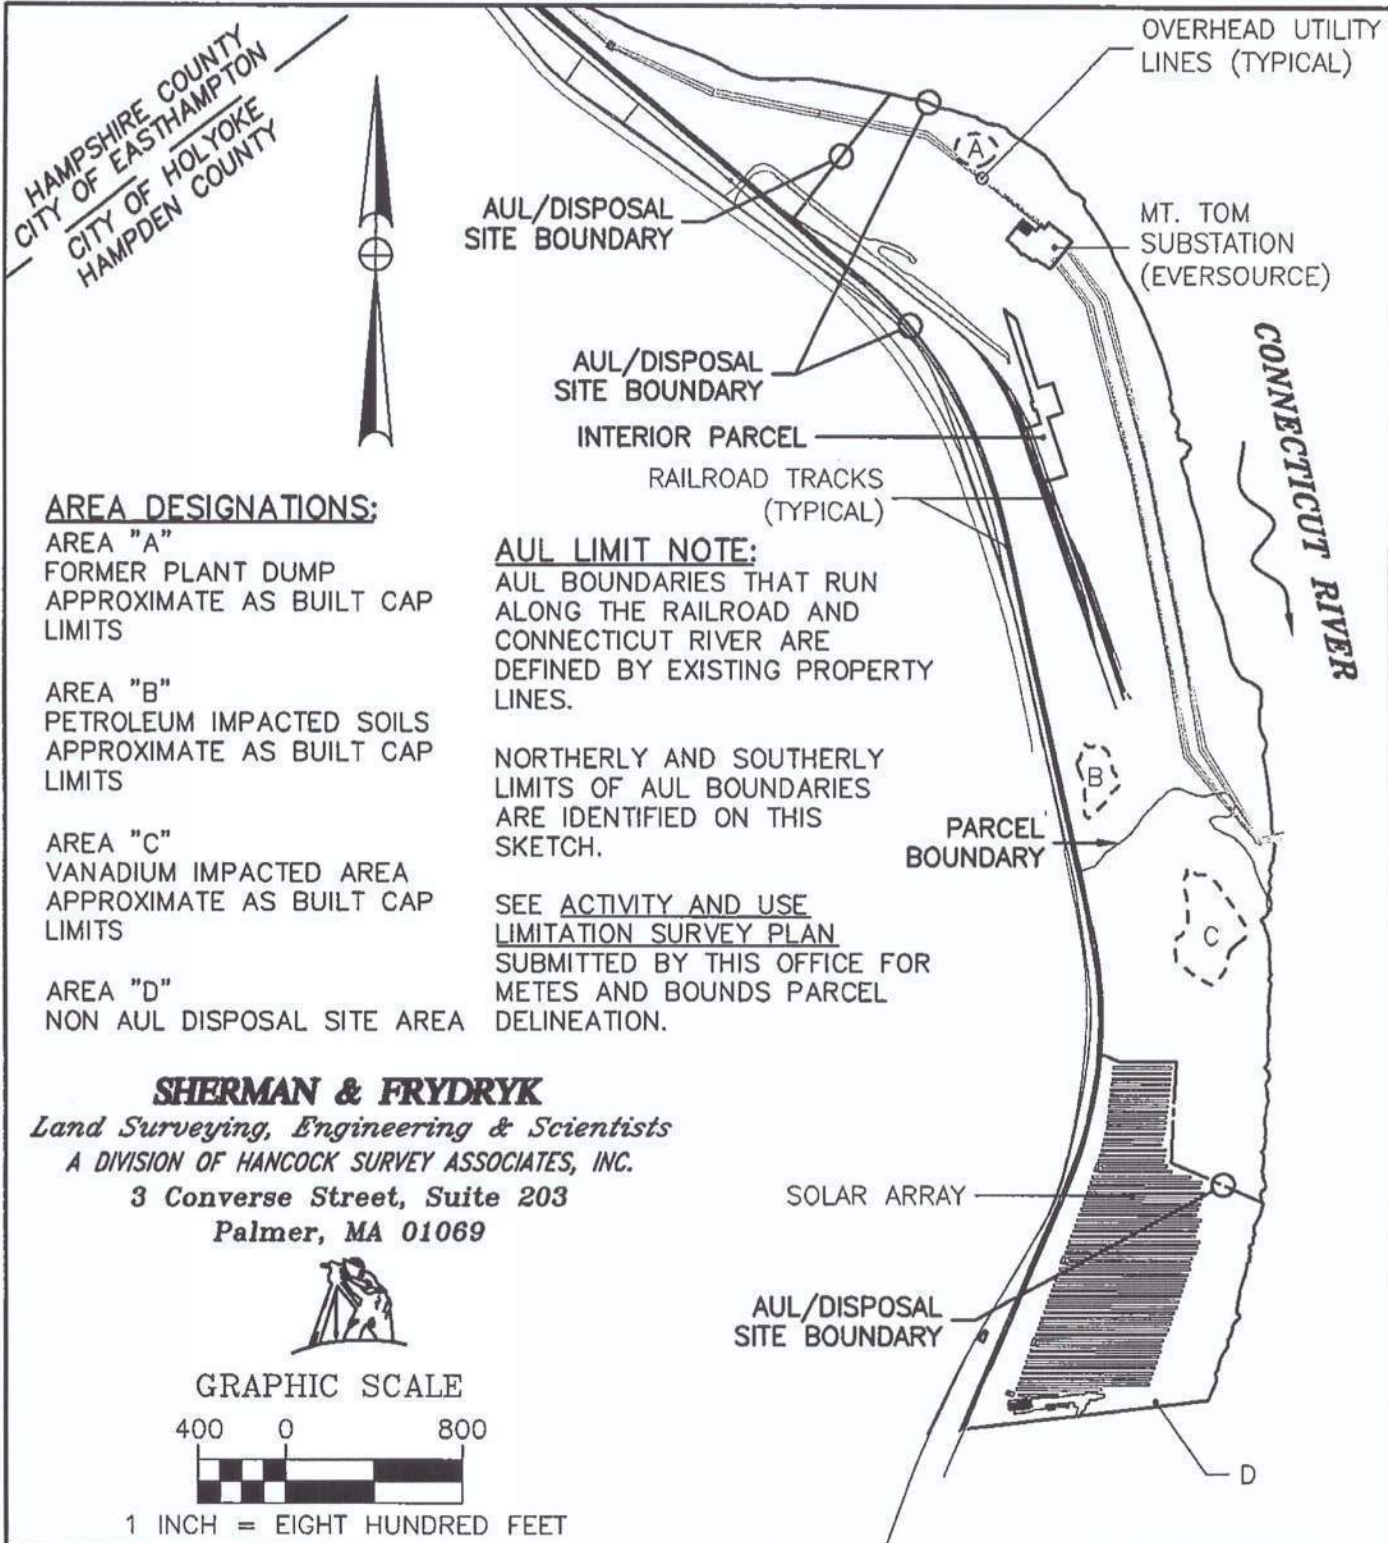 HAMPSHIRE COUNTY
CITY OF EASTHAMPTON
CITY OF HOLYOKE
HAMPDEN COUNTY
OVERHEAD UTILITY
LINES (TYPICAL)
A
AUL/DISPOSAL
SITE BOUNDARY
MT. TOM
SUBSTATION
(EVERSOURCE)
CONNECTICUT RIVER
AUL/DISPOSAL
SITE BOUNDARY
INTERIOR PARCEL
RAILROAD TRACKS
(TYPICAL)
AREA DESIGNATIONS:
AREA "A"
FORMER PLANT DUMP
APPROXIMATE AS BUILT CAP
LIMITS
AREA "B"
PETROLEUM IMPACTED SOILS
APPROXIMATE AS BUILT CAP
LIMITS
AREA "C"
VANADIUM IMPACTED AREA
APPROXIMATE AS BUILT CAP
LIMITS
AREA "D"
NON AUL DISPOSAL SITE AREA
AUL LIMIT NOTE:
AUL BOUNDARIES THAT RUN
ALONG THE RAILROAD AND
CONNECTICUT RIVER ARE
DEFINED BY EXISTING PROPERTY
LINES.
NORTHERLY AND SOUTHERLY
LIMITS OF AUL BOUNDARIES
ARE IDENTIFIED ON THIS
SKETCH.
SEE ACTIVITY AND USE
LIMITATION SURVEY PLAN
SUBMITTED BY THIS OFFICE FOR
METES AND BOUNDS PARCEL
DELINEATION.
B
PARCEL
BOUNDARY
C
SHERMAN & FRYDRYK
Land Surveying, Engineering & Scientists
A DIVISION OF HANCOCK SURVEY ASSOCIATES, INC.
3 Converse Street, Suite 203
Palmer, MA 01069
SOLAR ARRAY
AUL/DISPOSAL
SITE BOUNDARY
D
GRAPHIC SCALE
400 0 800
1 INCH = EIGHT HUNDRED FEET